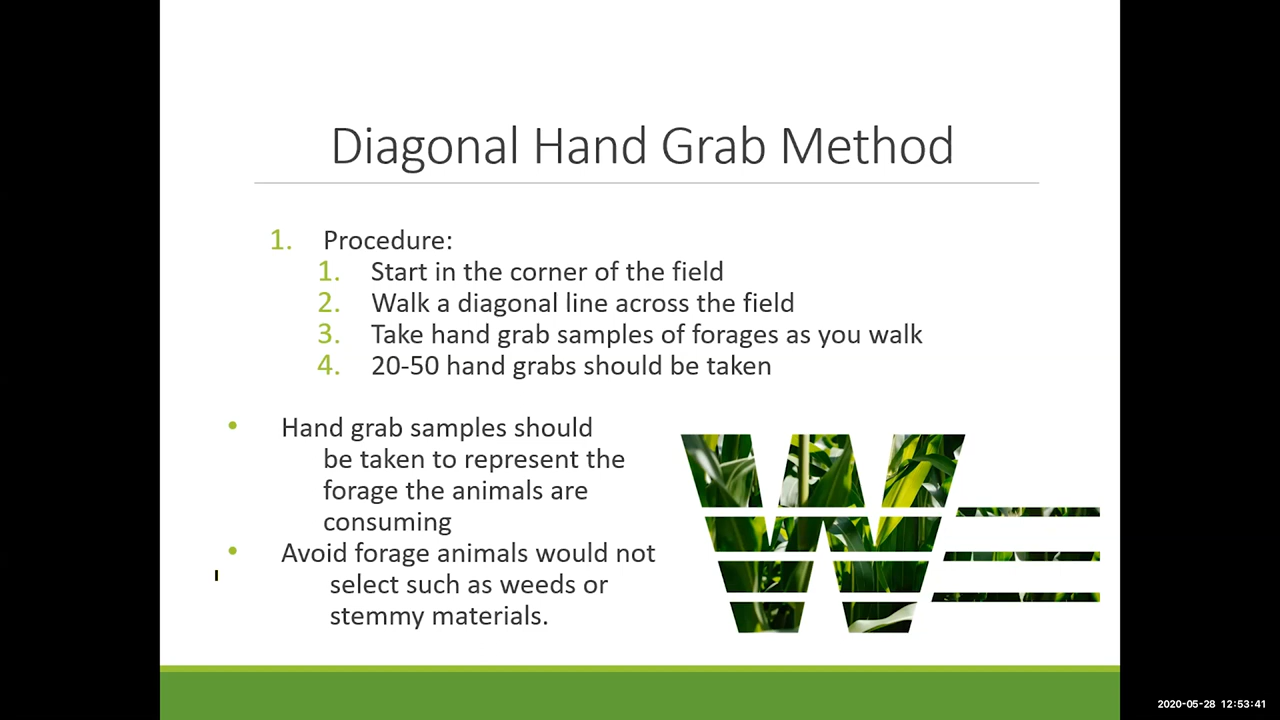 Diagonal Hand Grab Method
1. Procedure:
1. Start in the corner of the field
2. Walk a diagonal line across the field
3. Take hand grab samples of forages as you walk
4. 20-50 hand grabs should be taken
• Hand grab samples should
be taken to represent the
forage the animals are
consuming
• Avoid forage animals would not
select such as weeds or
stemmy materials.
W
2020-05-28 12:53:41